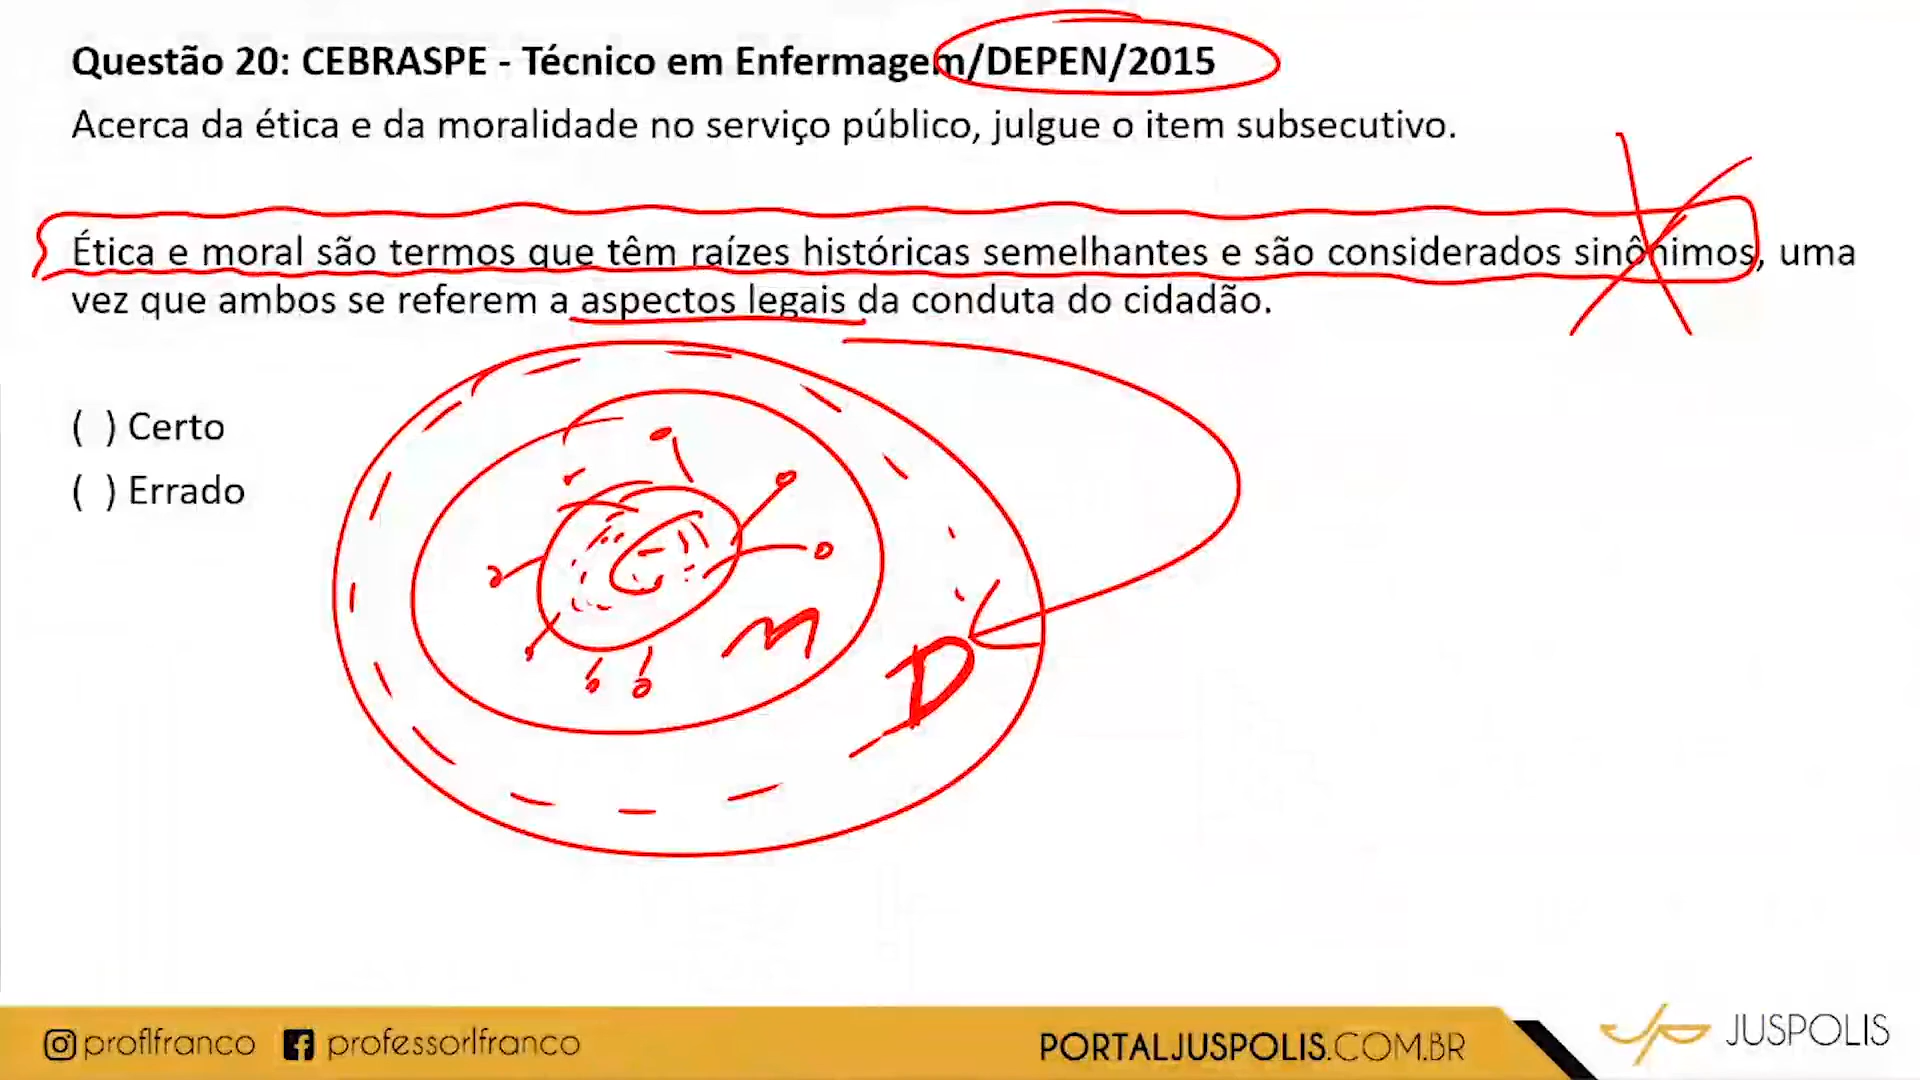 Questão 20: CEBRASPE - Técnico em Enfermagem/DEPEN/2015
Acerca da ética e da moralidade no serviço público, julgue o item subsecutivo.
Ética e moral são termos que têm raízes históricas semelhantes e são considerados sinônimos, uma
vez que ambos se referem a aspectos legais da conduta do cidadão.
( ) Certo
( ) Errado
M
D
proflfranco professorlfranco PORTALJUSPOLIS.COM.BR JUSPOLIS